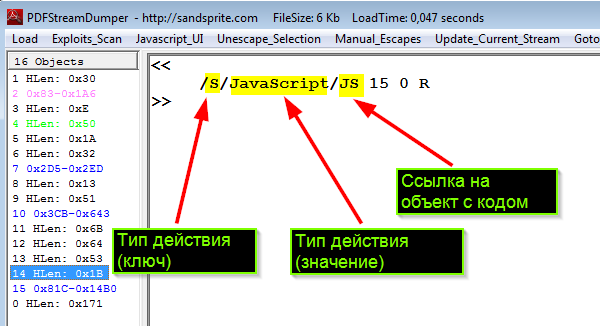 PDFStreamDumper - http://sandsprite.com FileSize: 6 Kb LoadTime: 0,047 seconds
Load Exploits_Scan Javascript_UI Unescape_Selection Manual_Escapes Update_Current_Stream Goto
16 Objects
1 HLen: 0x30
2 0x83-0x1A6
3 HLen: 0xE
4 HLen: 0x50
5 HLen: 0x1A
6 HLen: 0x32
7 0x2D5-0x2ED
8 HLen: 0x13
9 HLen: 0x51
10 0x3CB-0x643
11 HLen: 0x6B
12 HLen: 0x64
13 HLen: 0x53
14 HLen: 0x1B
15 0x81C-0x14B0
0 HLen: 0x171
<<
/S/JavaScript/JS 15 0 R
>>
Ссылка на
объект с кодом
Тип действия
(ключ)
Тип действия
(значение)